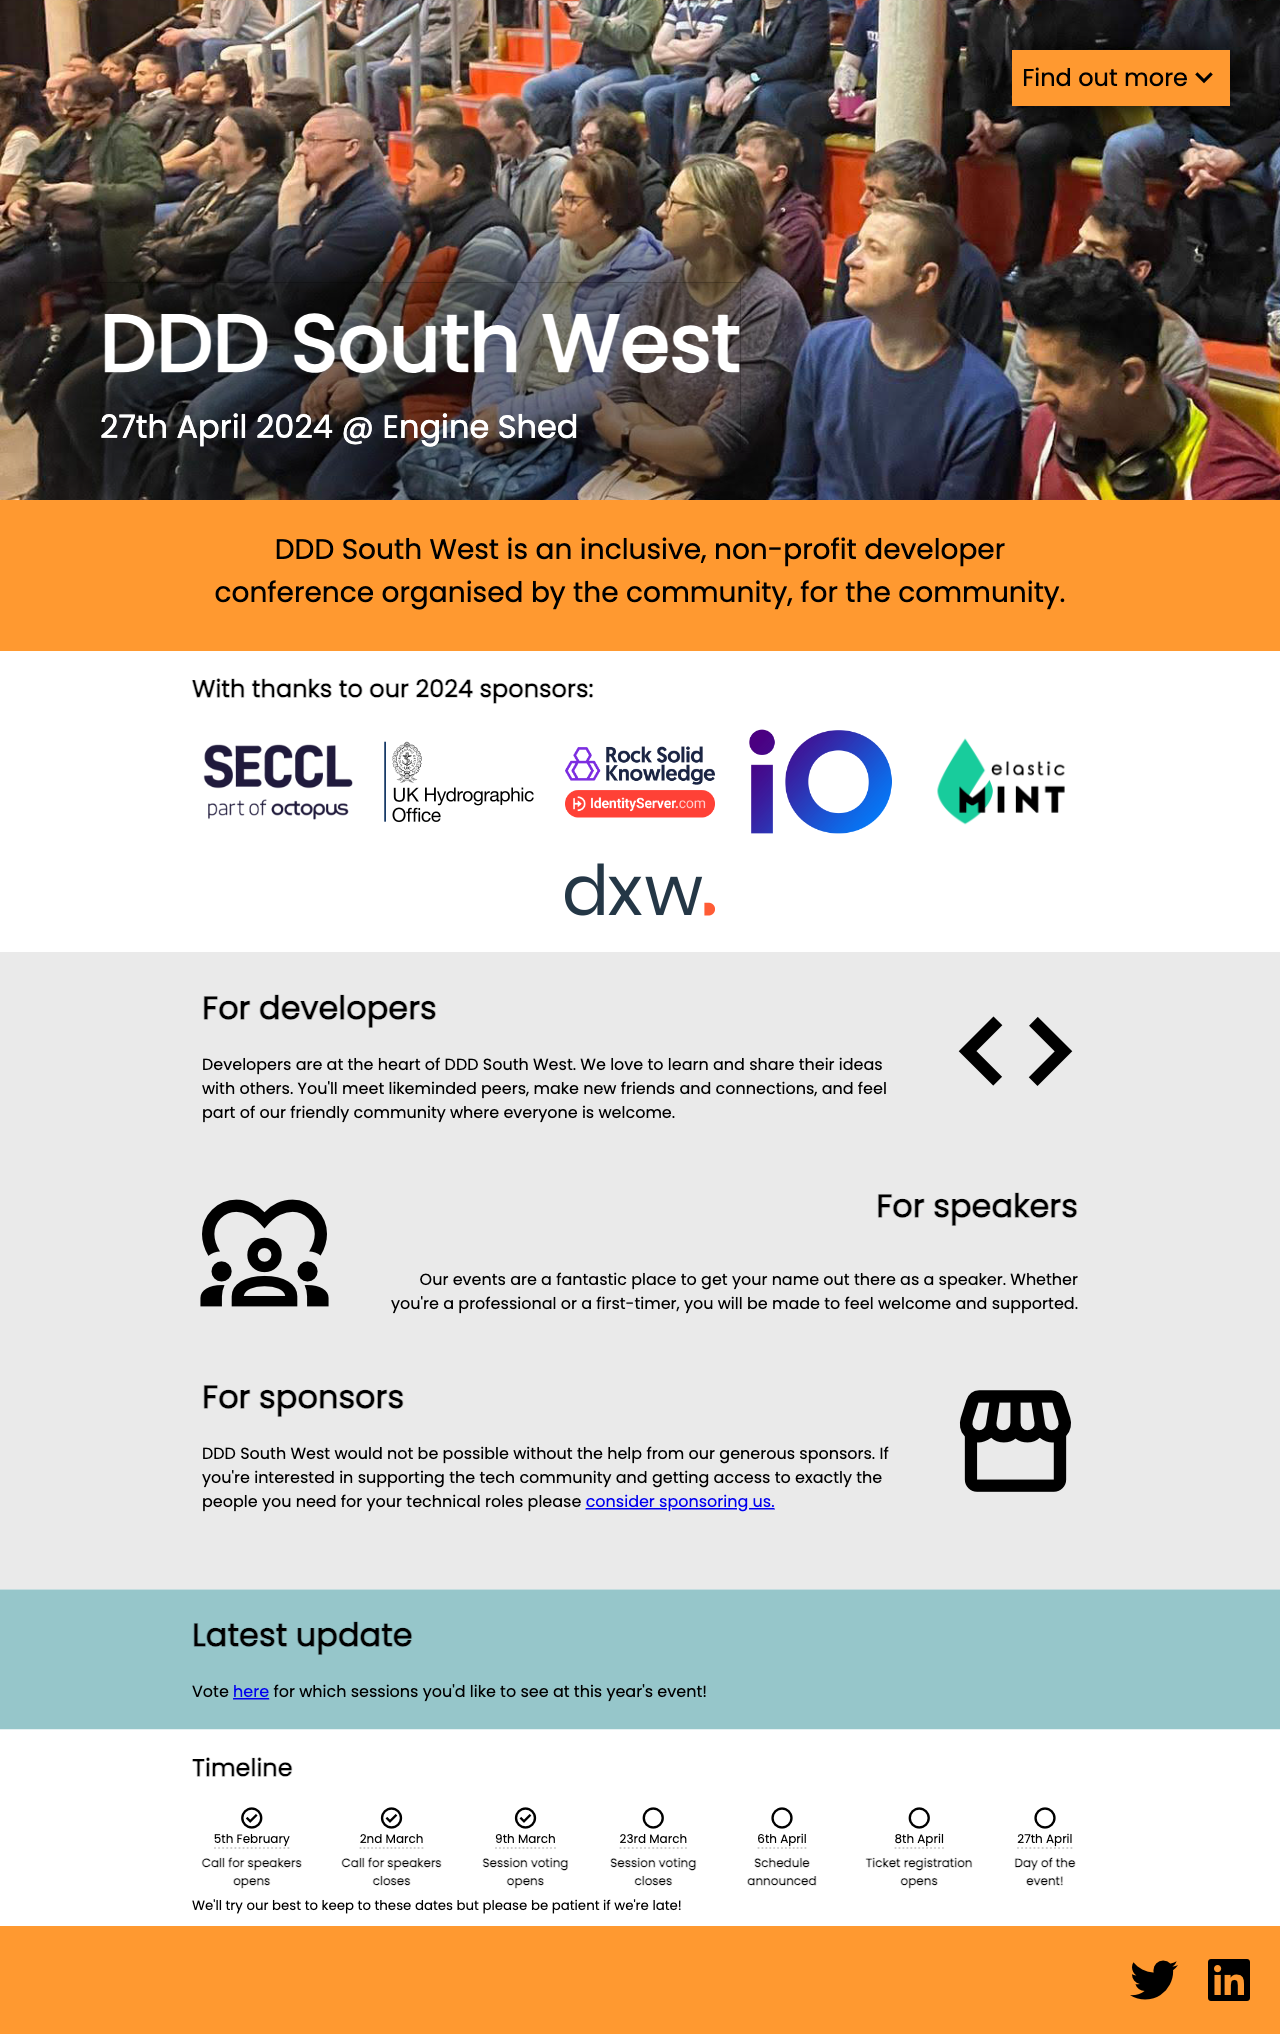 Find out more
DDD South West
27th April 2024 @ Engine Shed
DDD South West is an inclusive, non-profit developer
conference organised by the community, for the community.
With thanks to our 2024 sponsors:
SECCL
part of octopus
UK Hydrographic
Office
Rock Solid
Knowledge
IdentityServer.com
iO
elastic
MINT
dxw.
For developers
Developers are at the heart of DDD South West. We love to learn and share their ideas
with others. You'll meet likeminded peers, make new friends and connections, and feel
part of our friendly community where everyone is welcome.
For speakers
Our events are a fantastic place to get your name out there as a speaker. Whether
you're a professional or a first-timer, you will be made to feel welcome and supported.
For sponsors
DDD South West would not be possible without the help from our generous sponsors. If
you're interested in supporting the tech community and getting access to exactly the
people you need for your technical roles please consider sponsoring us.
Latest update
Vote here for which sessions you'd like to see at this year's event!
Timeline
5th February
Call for speakers
opens
2nd March
Call for speakers
closes
9th March
Session voting
opens
23rd March
Session voting
closes
6th April
Schedule
announced
8th April
Ticket registration
opens
27th April
Day of the
event!
We'll try our best to keep to these dates but please be patient if we're late!
in